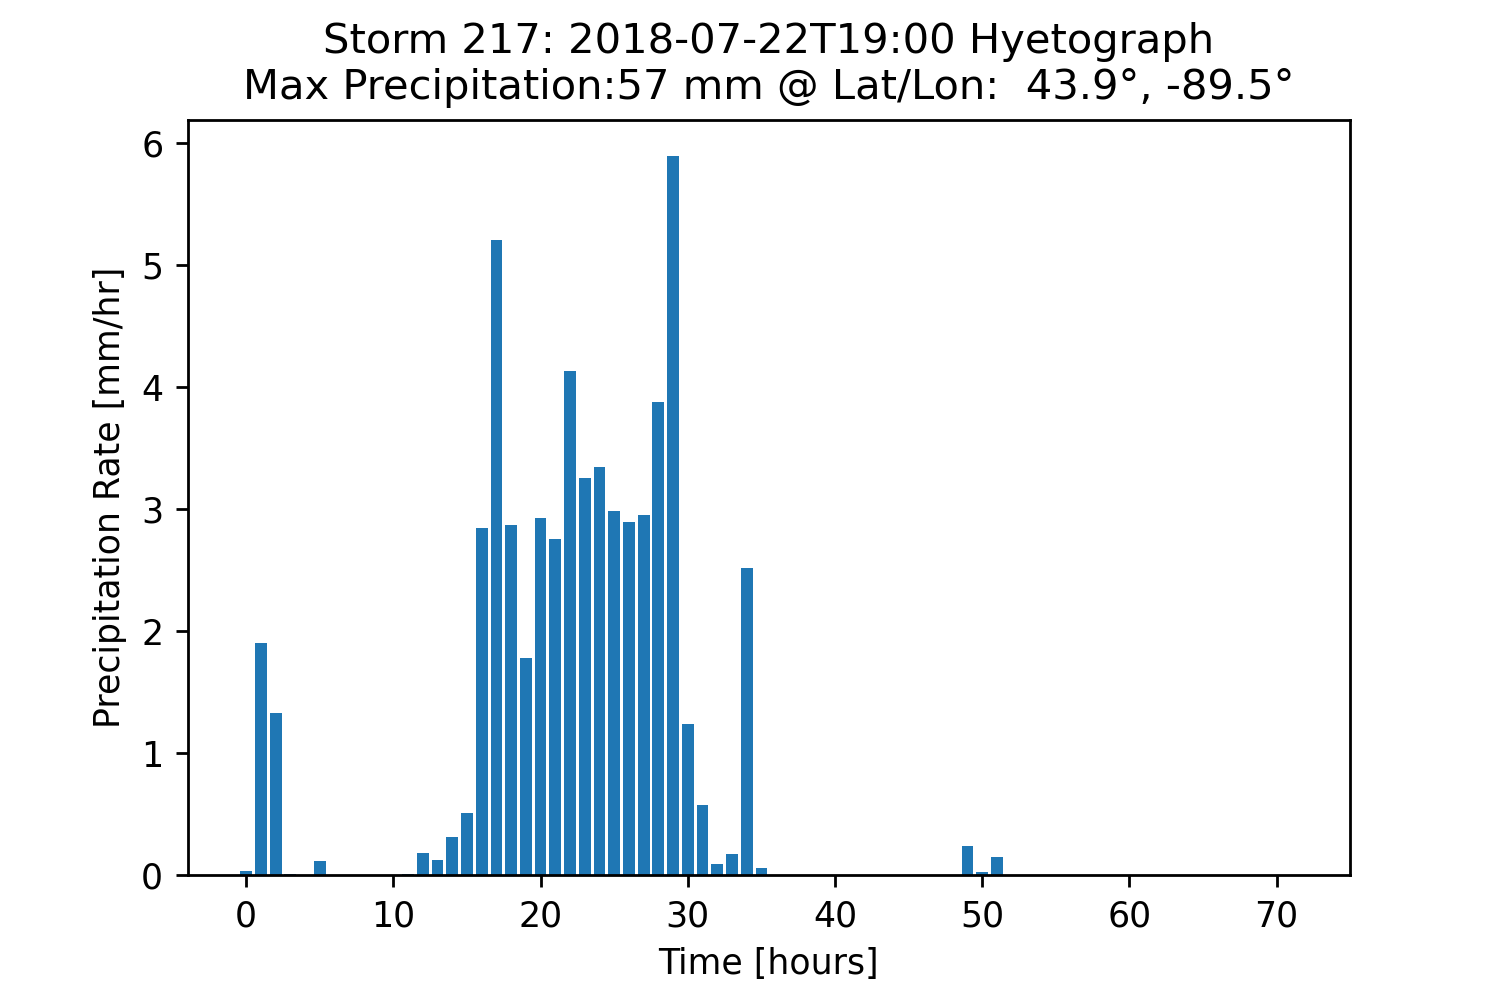 Storm 217: 2018-07-22T19:00 Hyetograph
Max Precipitation:57 mm @ Lat/Lon:  43.9°, -89.5°
Precipitation Rate [mm/hr]
6
5
4
3
2
1
0
0 10 20 30 40 50 60 70
Time [hours]